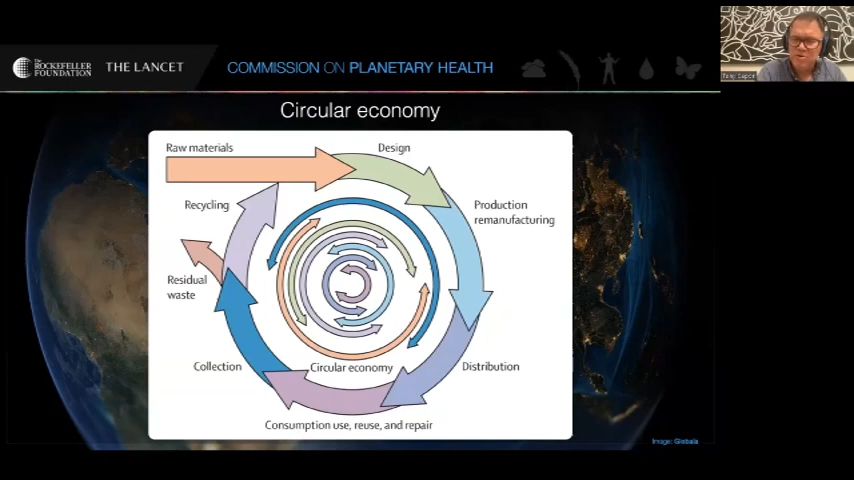 The
ROCKEFELLER
FOUNDATION
THE LANCET
COMMISSION ON PLANETARY HEALTH
Circular economy
Raw materials
Design
Recycling
Production
remanufacturing
Residual
waste
Collection
Circular economy
Distribution
Consumption use, reuse, and repair
Image: Globaïa